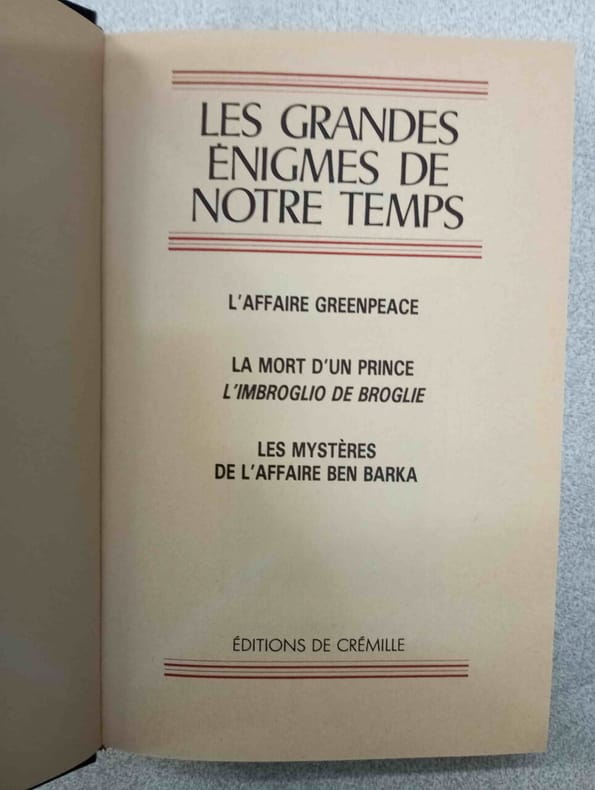 LES GRANDES
ÉNIGMES DE
NOTRE TEMPS
L'AFFAIRE GREENPEACE
LA MORT D'UN PRINCE
L'IMBROGLIO DE BROGLIE
LES MYSTÈRES
DE L'AFFAIRE BEN BARKA
ÉDITIONS DE CRÉMILLE